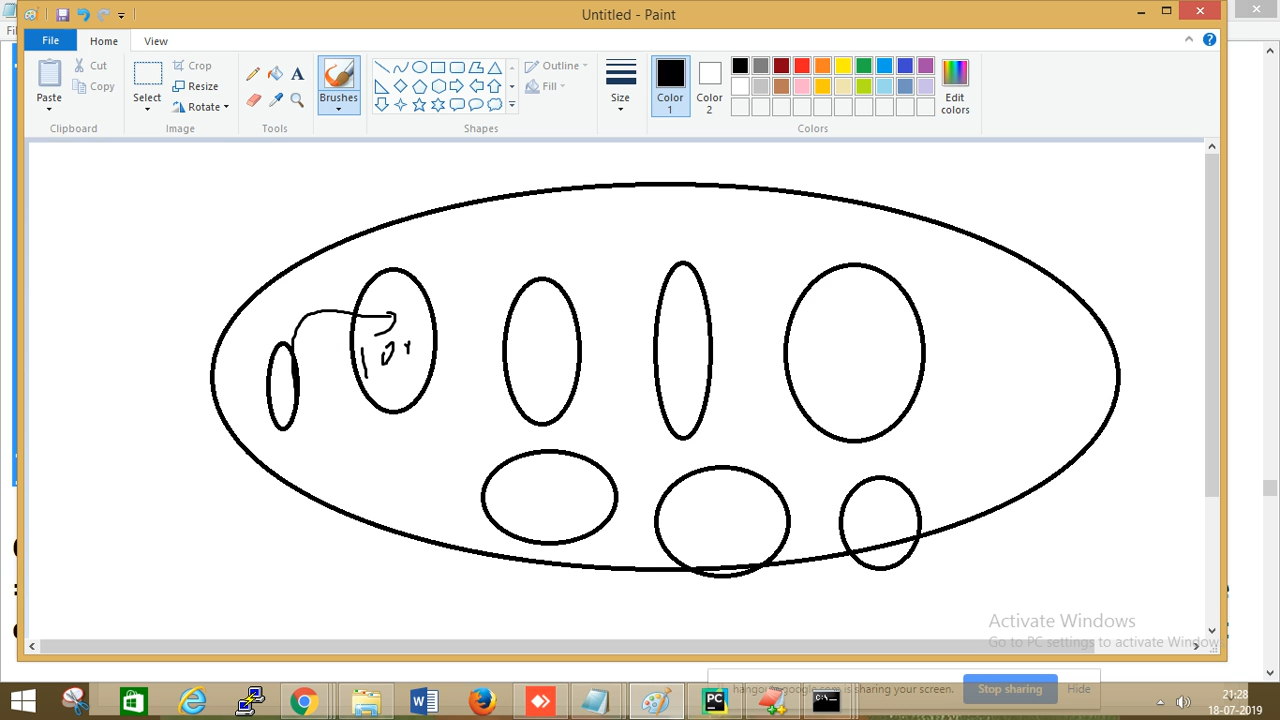 Untitled - Paint
File
Home
View
Paste
Cut
Copy
Clipboard
Select
Crop
Resize
Rotate
Image
A
Tools
Brushes
Outline
Fill
Shapes
Size
Color 1
Color 2
Edit colors
Colors
10
Activate Windows
Go to PC settings to activate Windows
hangouts.google.com is sharing your screen.
Stop sharing
Hide
W
PC
C:\
21:28
18-07-2019